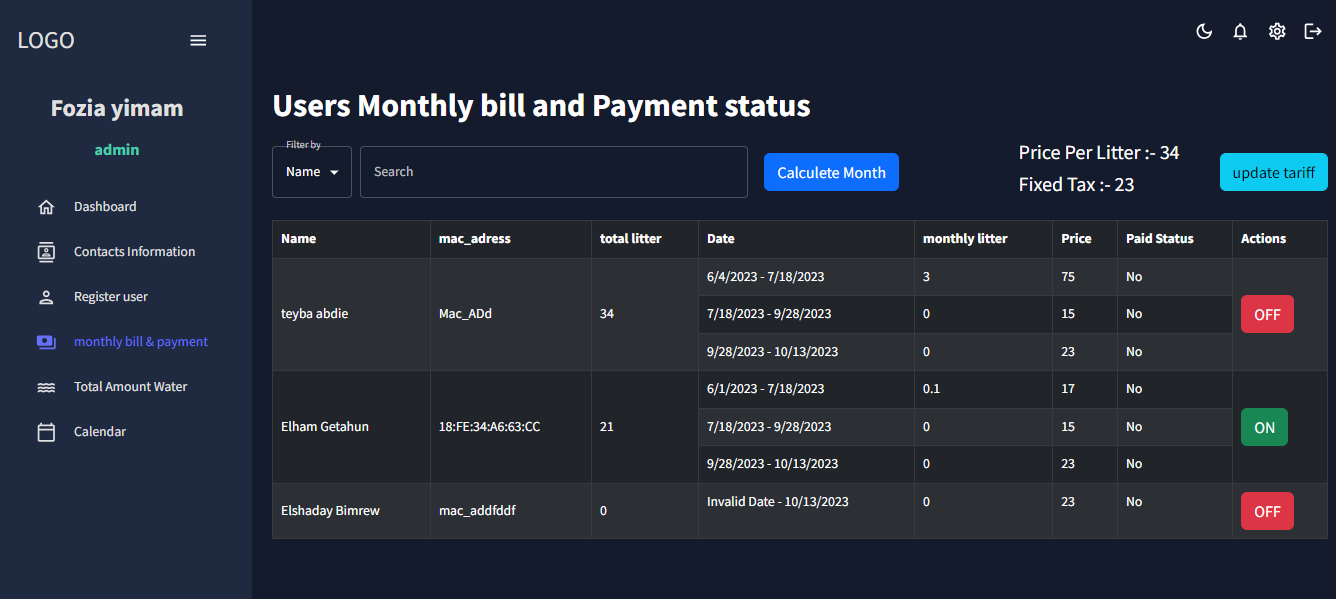 LOGO
Fozia yimam
admin
Dashboard
Contacts Information
Register user
monthly bill & payment
Total Amount Water
Calendar
Users Monthly bill and Payment status
Filter by
Name
Search
Calculete Month
Price Per Litter :- 34
Fixed Tax :- 23
update tariff
Name mac_adress total litter Date monthly litter Price Paid Status Actions
teyba abdie Mac_ADd 34
6/4/2023 - 7/18/2023 3 75 No
7/18/2023 - 9/28/2023 0 15 No
9/28/2023 - 10/13/2023 0 23 No
OFF
Elham Getahun 18:FE:34:A6:63:CC 21
6/1/2023 - 7/18/2023 0.1 17 No
7/18/2023 - 9/28/2023 0 15 No
9/28/2023 - 10/13/2023 0 23 No
ON
Elshaday Bimrew mac_addfddf 0
Invalid Date - 10/13/2023 0 23 No
OFF